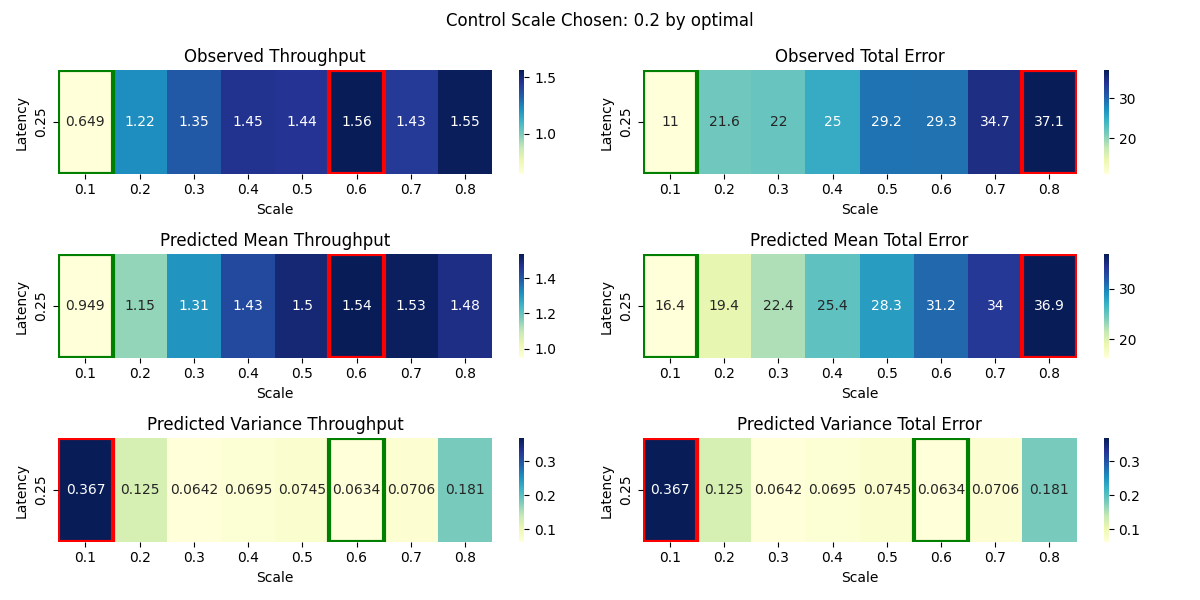 Control Scale Chosen: 0.2 by optimal
Observed Throughput
Latency
0.25
0.649 1.22 1.35 1.45 1.44 1.56 1.43 1.55
0.1 0.2 0.3 0.4 0.5 0.6 0.7 0.8
Scale
1.5
1.0
Observed Total Error
Latency
0.25
11 21.6 22 25 29.2 29.3 34.7 37.1
0.1 0.2 0.3 0.4 0.5 0.6 0.7 0.8
Scale
30
20
Predicted Mean Throughput
Latency
0.25
0.949 1.15 1.31 1.43 1.5 1.54 1.53 1.48
0.1 0.2 0.3 0.4 0.5 0.6 0.7 0.8
Scale
1.4
1.2
1.0
Predicted Mean Total Error
Latency
0.25
16.4 19.4 22.4 25.4 28.3 31.2 34 36.9
0.1 0.2 0.3 0.4 0.5 0.6 0.7 0.8
Scale
30
20
Predicted Variance Throughput
Latency
0.25
0.367 0.125 0.0642 0.0695 0.0745 0.0634 0.0706 0.181
0.1 0.2 0.3 0.4 0.5 0.6 0.7 0.8
Scale
0.3
0.2
0.1
Predicted Variance Total Error
Latency
0.25
0.367 0.125 0.0642 0.0695 0.0745 0.0634 0.0706 0.181
0.1 0.2 0.3 0.4 0.5 0.6 0.7 0.8
Scale
0.3
0.2
0.1